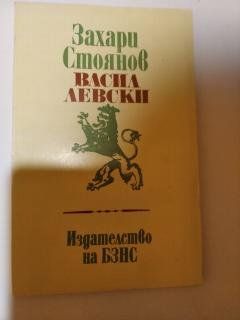 Захари
Стоянов
ВАСИЛ
ЛЕВСКИ
Издателство
на БЗНС